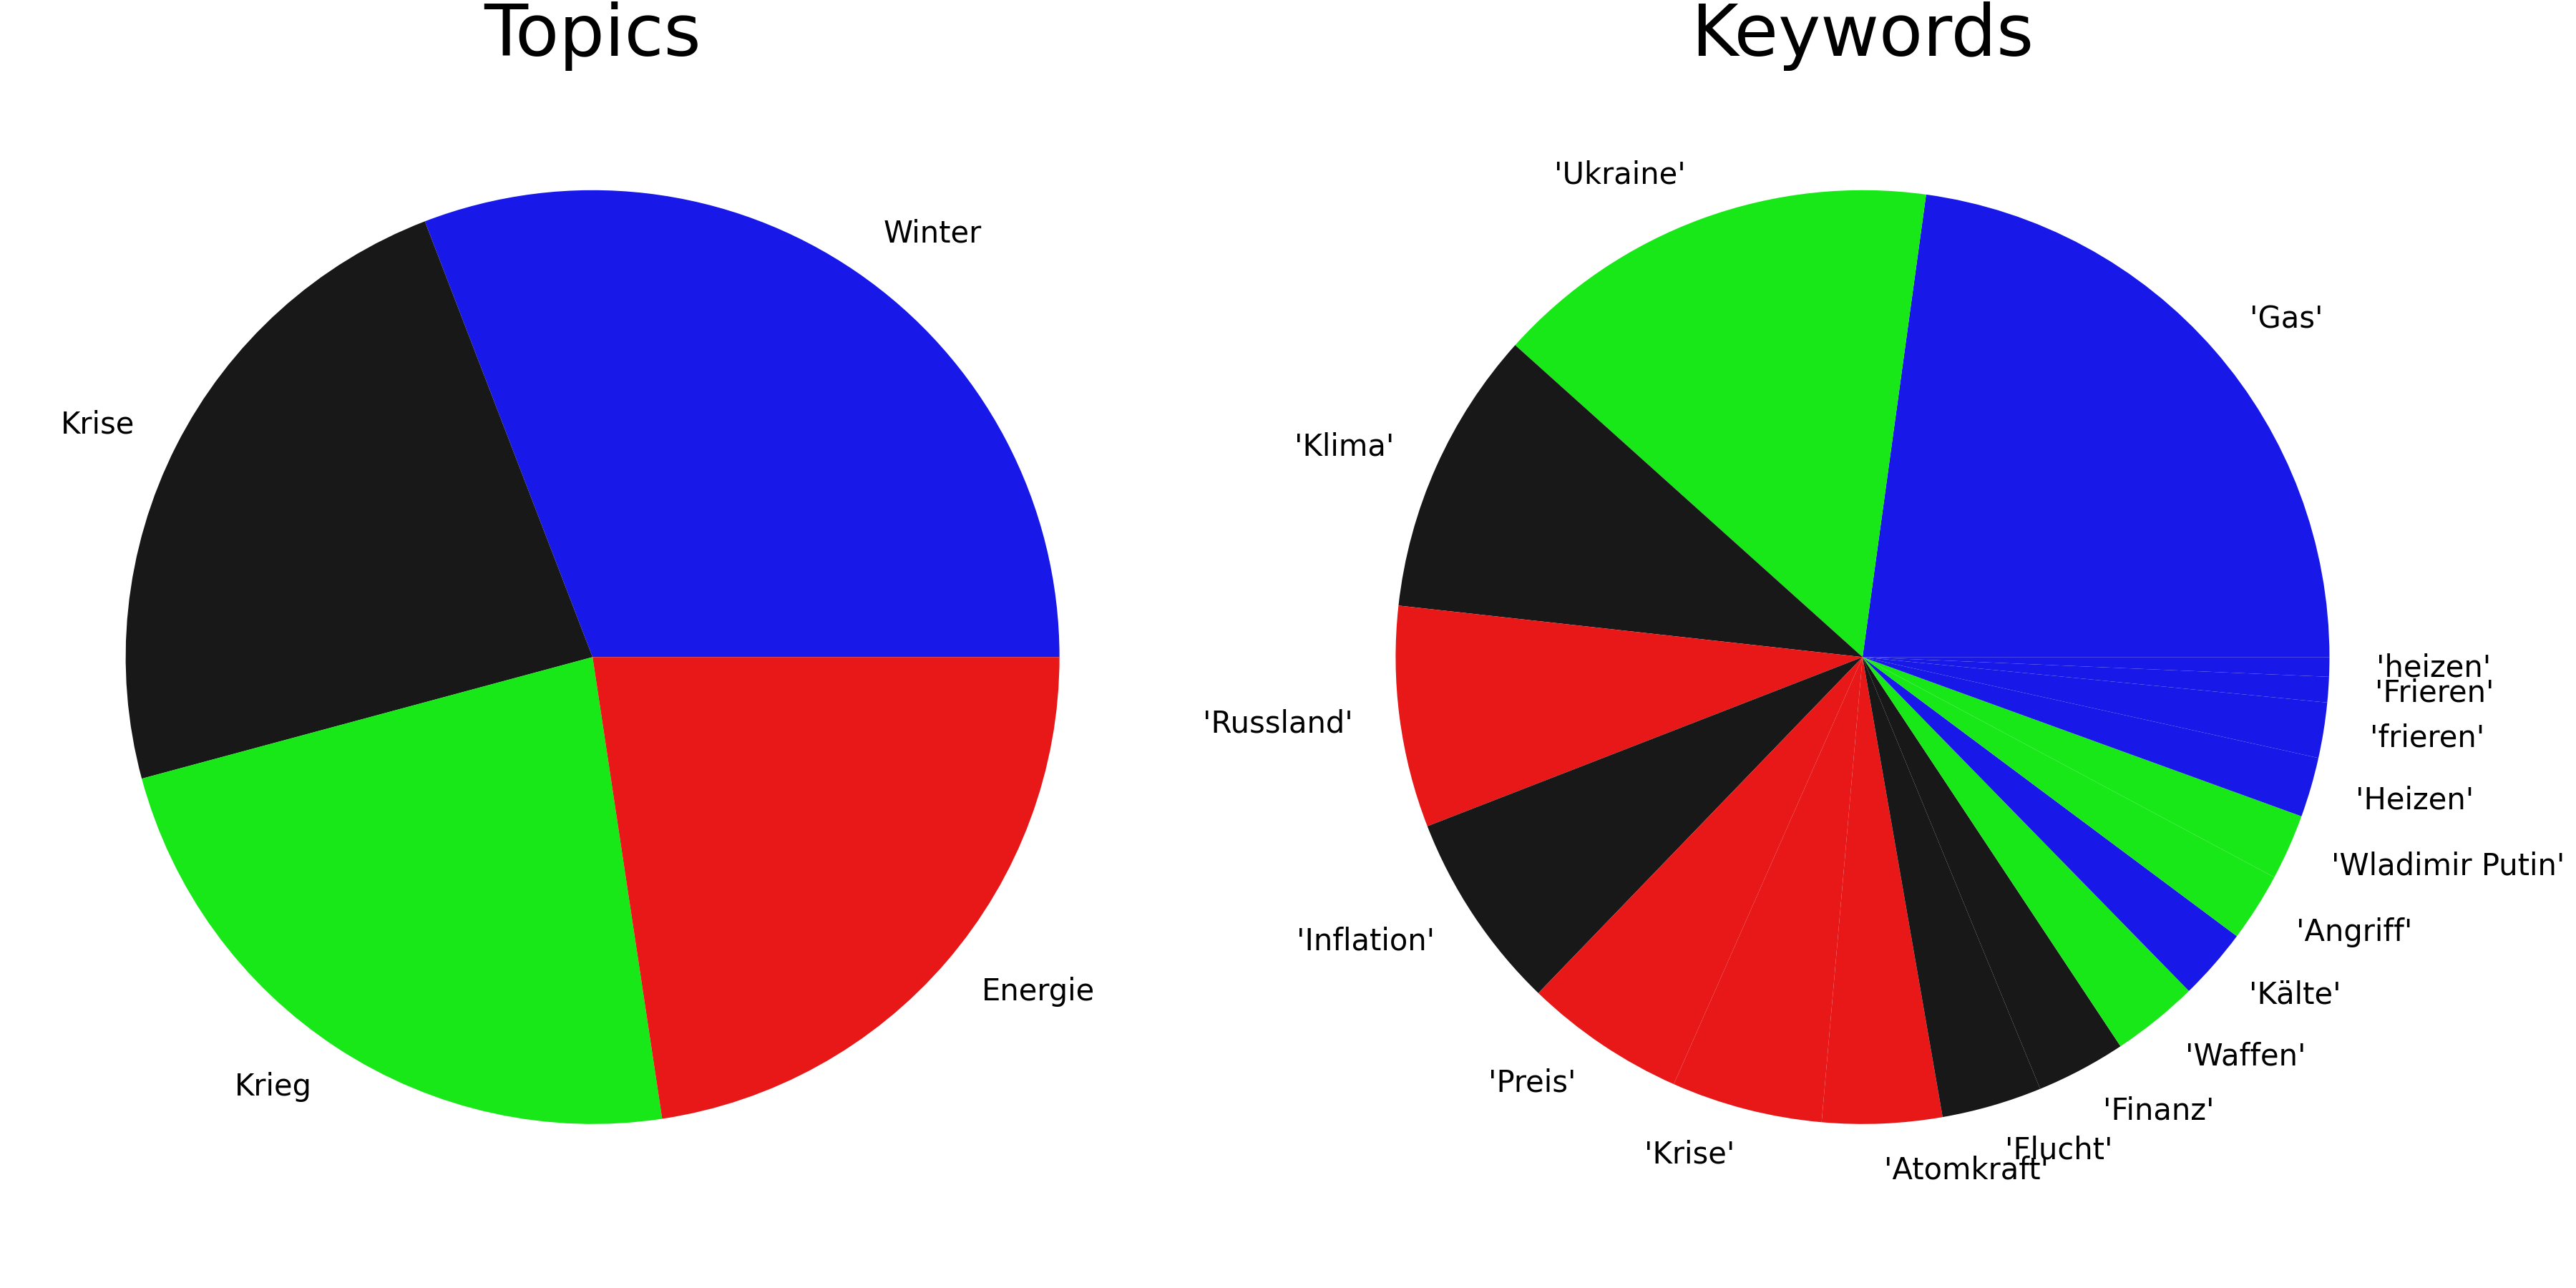 Topics
Winter
Krise
Krieg
Energie
Keywords
'Gas'
'Ukraine'
'Klima'
'Russland'
'Inflation'
'Preis'
'Krise'
'Atomkraft'
'Flucht'
'Finanz'
'Waffen'
'Kälte'
'Angriff'
'Wladimir Putin'
'Heizen'
'frieren'
'Frieren'
'heizen'